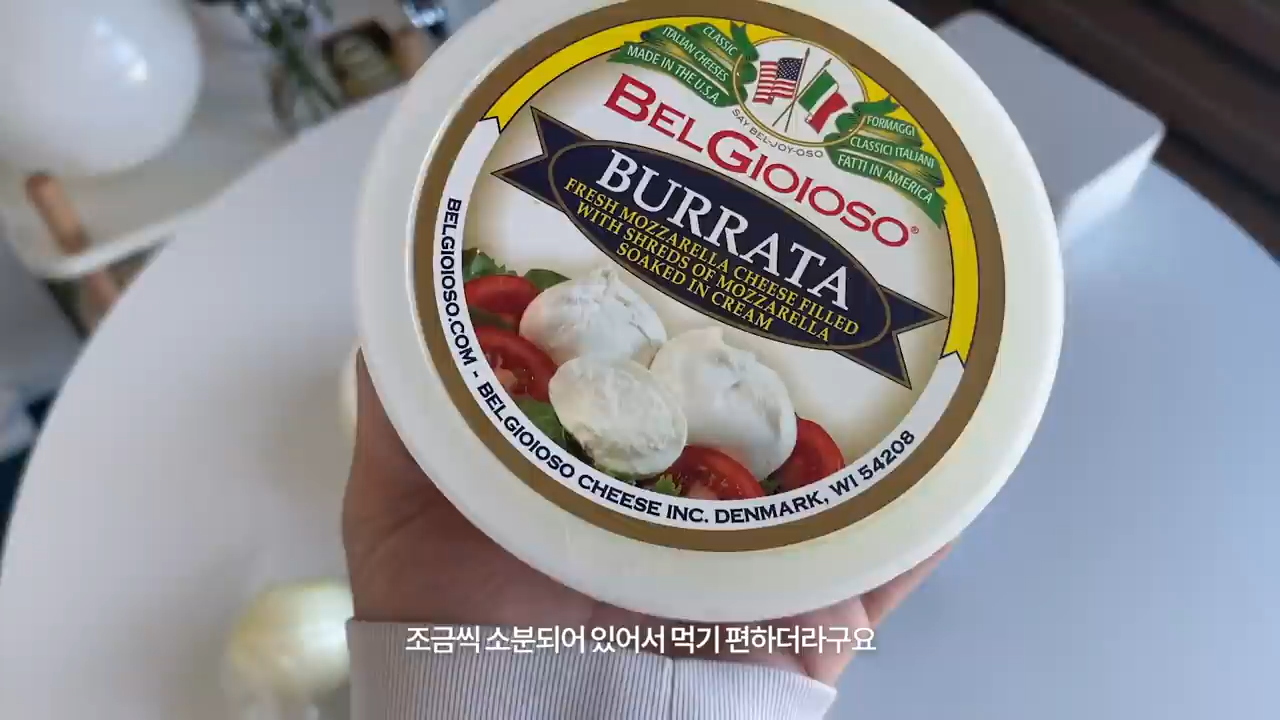 CLASSIC
ITALIAN CHEESES
MADE IN THE U.S.A.
FORMAGGI
CLASSICI ITALIANI
FATTI IN AMERICA
SAY BEL-JOY-OSO
BELGIOIOSO®
BURRATA
FRESH MOZZARELLA CHEESE FILLED
WITH SHREDS OF MOZZARELLA
SOAKED IN CREAM
BELGIOIOSO.COM - BELGIOIOSO CHEESE INC. DENMARK, WI 54208
조금씩 소분되어 있어서 먹기 편하더라구요